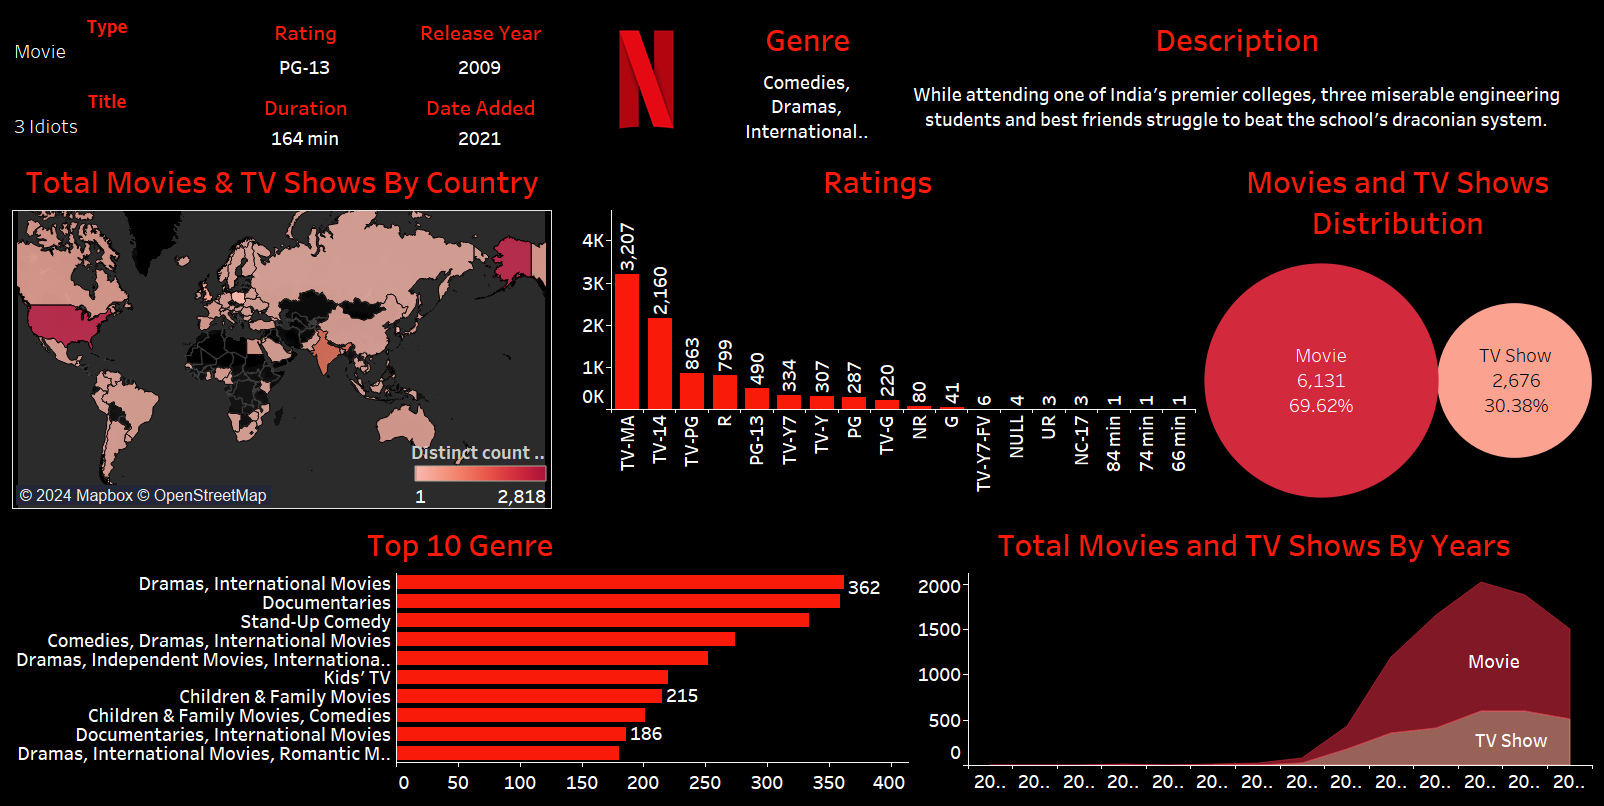 Type
Movie
Rating
PG-13
Release Year
2009
Title
3 Idiots
Duration
164 min
Date Added
2021
N
Genre
Comedies,
Dramas,
International..
Description
While attending one of India’s premier colleges, three miserable engineering
students and best friends struggle to beat the school’s draconian system.
Total Movies & TV Shows By Country
Distinct count ..
1 2,818
© 2024 Mapbox © OpenStreetMap
Ratings
4K
3K
2K
1K
0K
3,207
2,160
863
799
490
334
307
287
220
80
41
6
4
3
3
1
1
1
TV-MA
TV-14
TV-PG
R
PG-13
TV-Y7
TV-Y
PG
TV-G
NR
G
TV-Y7-FV
NULL
UR
NC-17
84 min
74 min
66 min
Movies and TV Shows
Distribution
Movie
6,131
69.62%
TV Show
2,676
30.38%
Top 10 Genre
Dramas, International Movies 362
Documentaries
Stand-Up Comedy
Comedies, Dramas, International Movies
Dramas, Independent Movies, Internationa..
Kids’ TV
Children & Family Movies 215
Children & Family Movies, Comedies
Documentaries, International Movies 186
Dramas, International Movies, Romantic M..
0 50 100 150 200 250 300 350 400
Total Movies and TV Shows By Years
2000
1500
1000
500
0
Movie
TV Show
20.. 20.. 20.. 20.. 20.. 20.. 20.. 20.. 20.. 20.. 20.. 20.. 20.. 20..